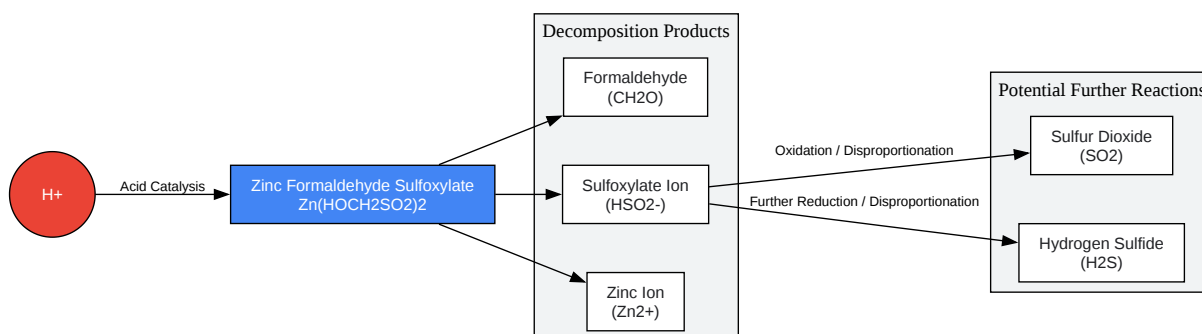 Decomposition Products
Formaldehyde
(CH2O)
Potential Further Reactions
Sulfur Dioxide
(SO2)
Oxidation / Disproportionation
H+
Acid Catalysis
Zinc Formaldehyde Sulfoxylate
Zn(HOCH2SO2)2
Sulfoxylate Ion
(HSO2-)
Further Reduction / Disproportionation
Hydrogen Sulfide
(H2S)
Zinc Ion
(Zn2+)